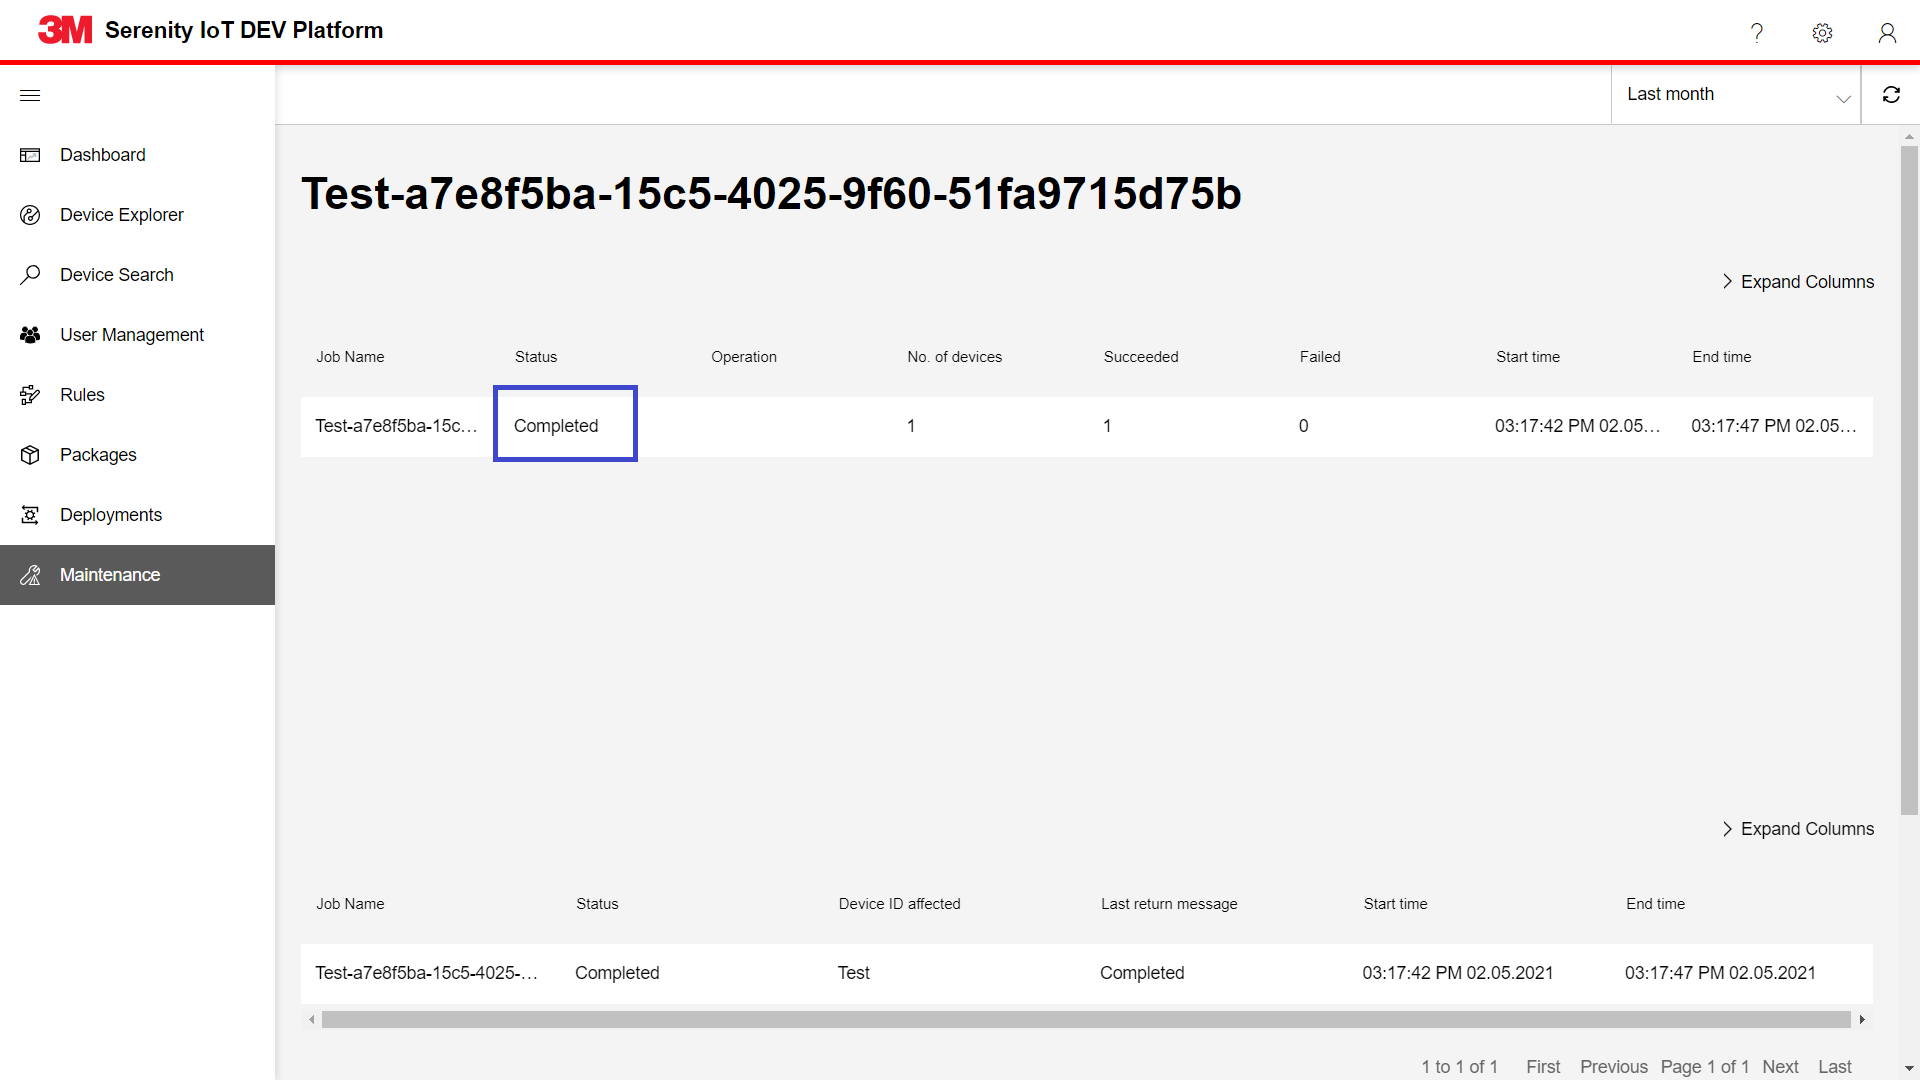 3M Serenity IoT DEV Platform
?
Last month
Dashboard
Device Explorer
Device Search
User Management
Rules
Packages
Deployments
Maintenance
Test-a7e8f5ba-15c5-4025-9f60-51fa9715d75b
Expand Columns
Job Name Status Operation No. of devices Succeeded Failed Start time End time
Test-a7e8f5ba-15c... Completed 1 1 0 03:17:42 PM 02.05... 03:17:47 PM 02.05...
Expand Columns
Job Name Status Device ID affected Last return message Start time End time
Test-a7e8f5ba-15c5-4025-... Completed Test Completed 03:17:42 PM 02.05.2021 03:17:47 PM 02.05.2021
1 to 1 of 1 First Previous Page 1 of 1 Next Last